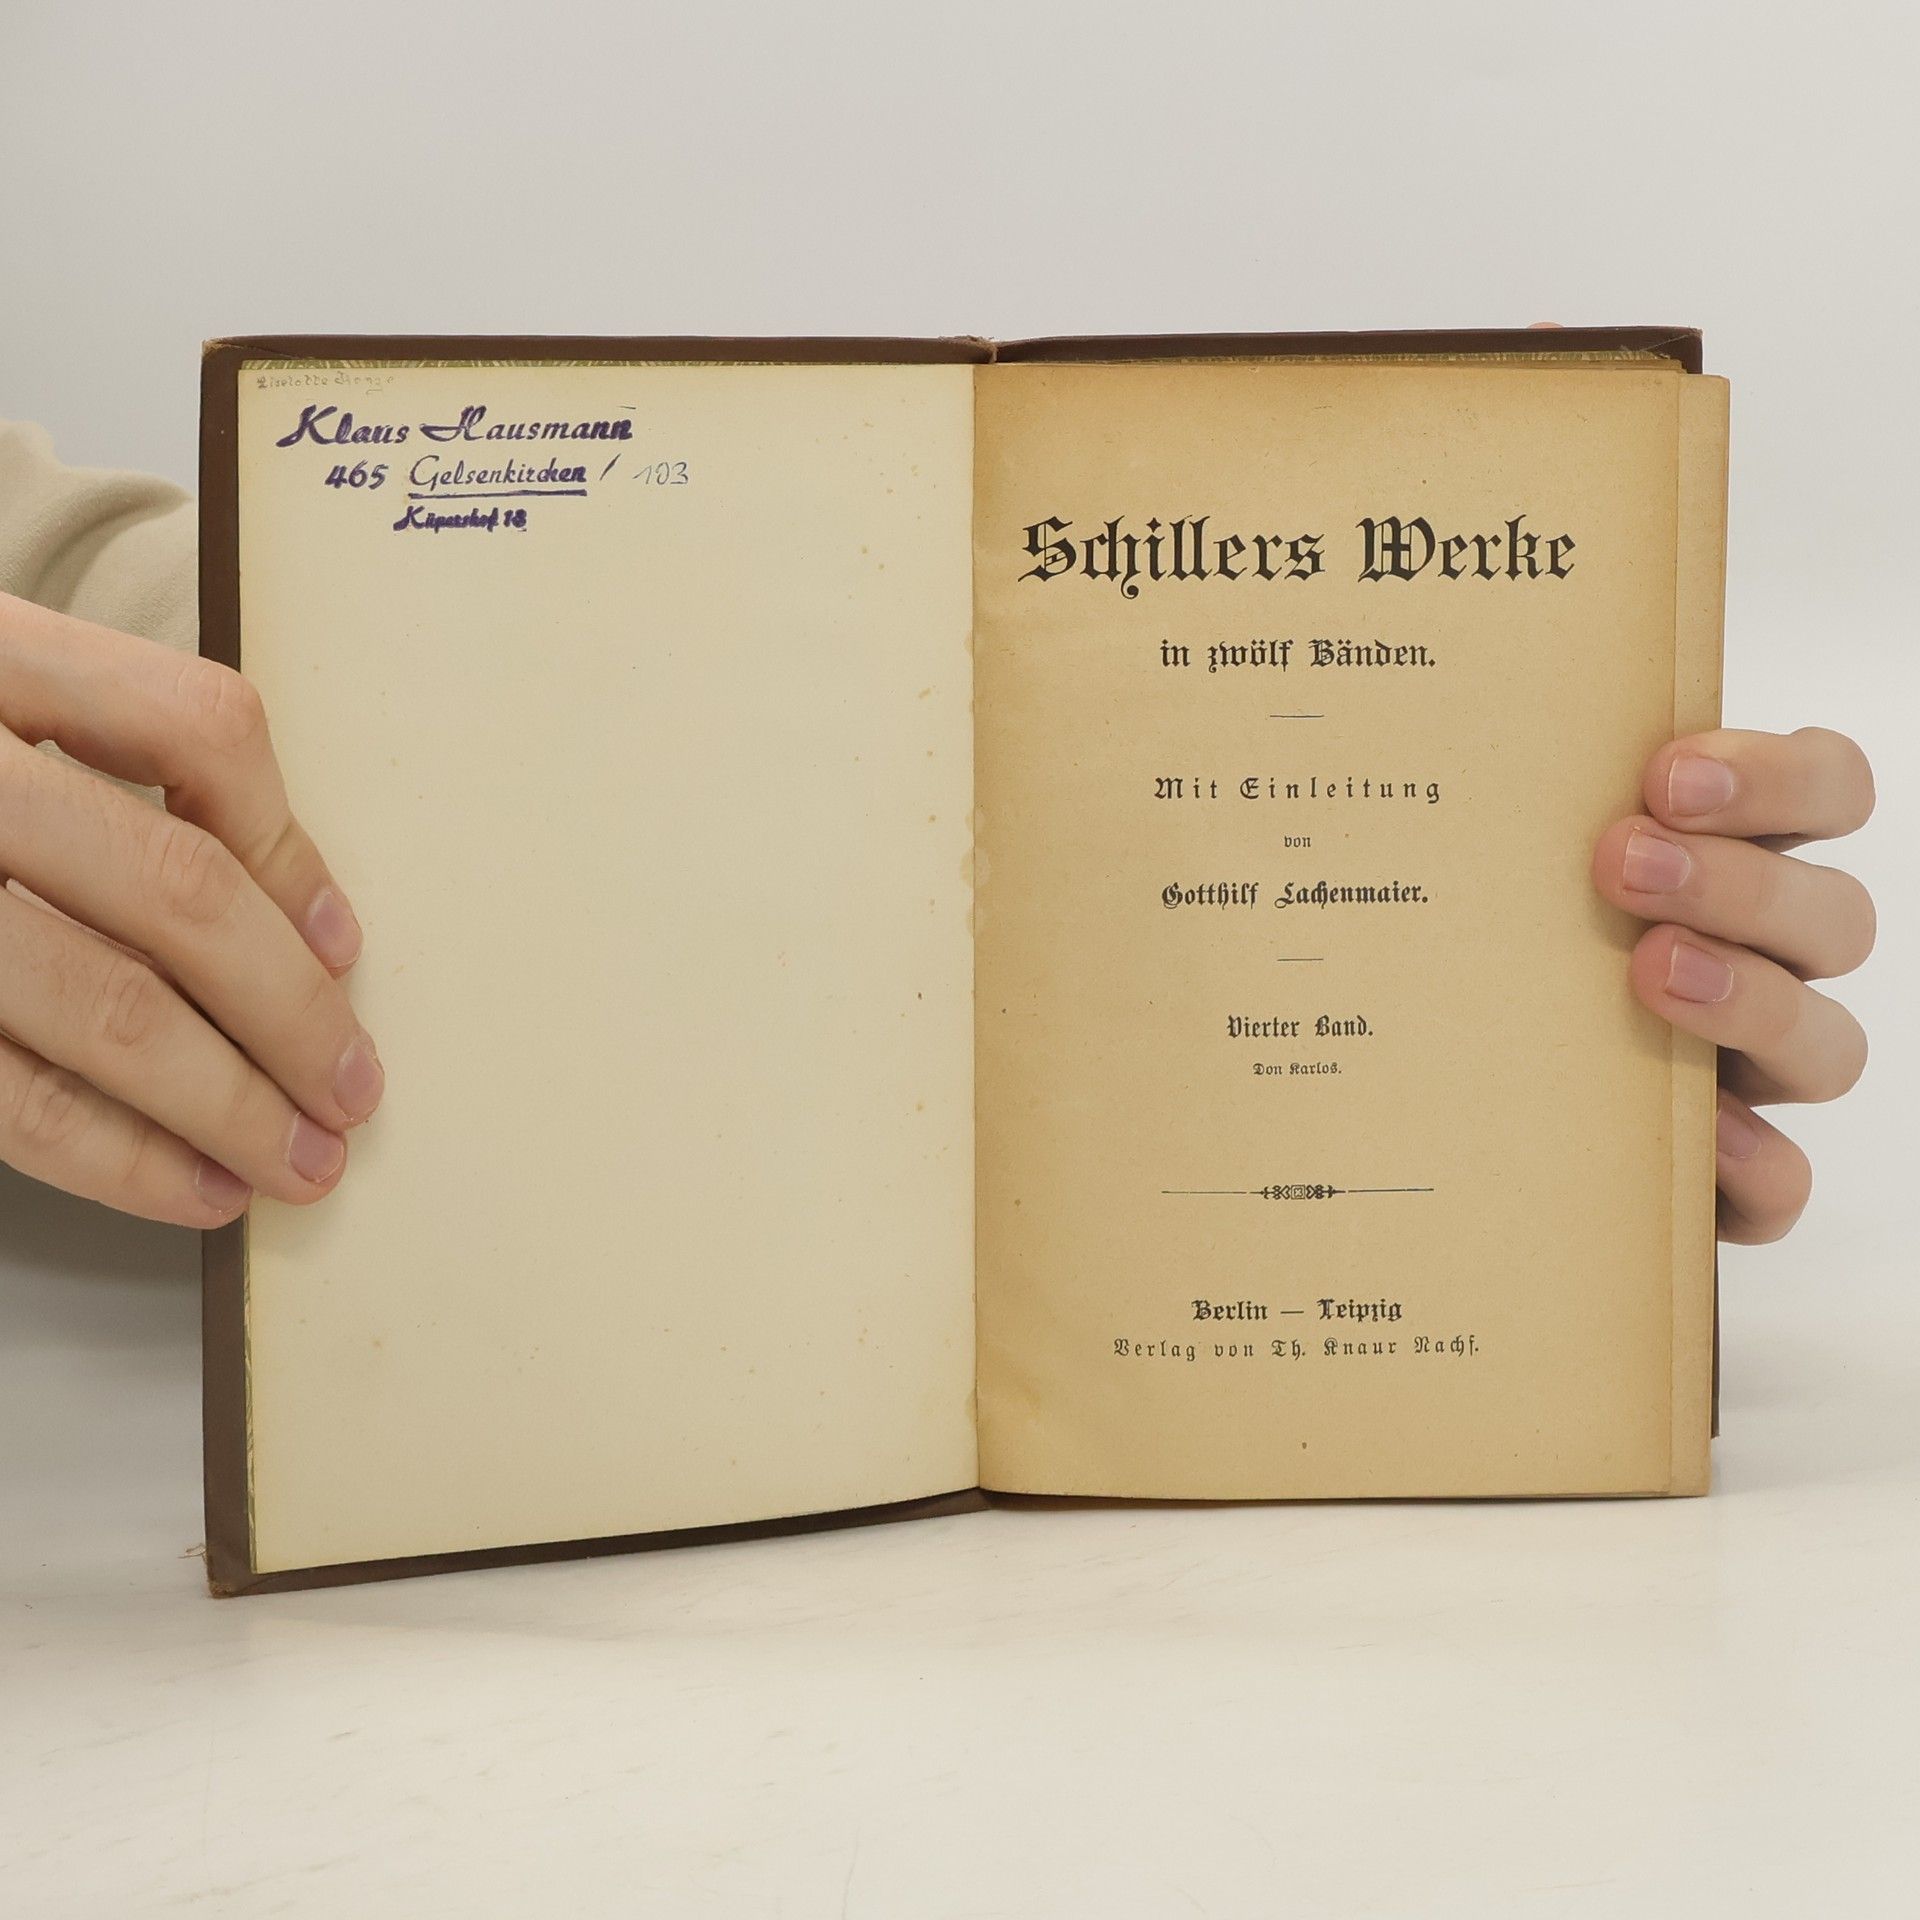 Liselotte
Klaus Hausmann
465 Gelsenkirchen / 103
Küpershof 18
Schillers Werke
in zwölf Bänden.
Mit Einleitung
von
Gotthilf Lachenmaier.
Vierter Band.
Don Karlos.
Berlin — Leipzig
Verlag von Th. Knaur Nachf.